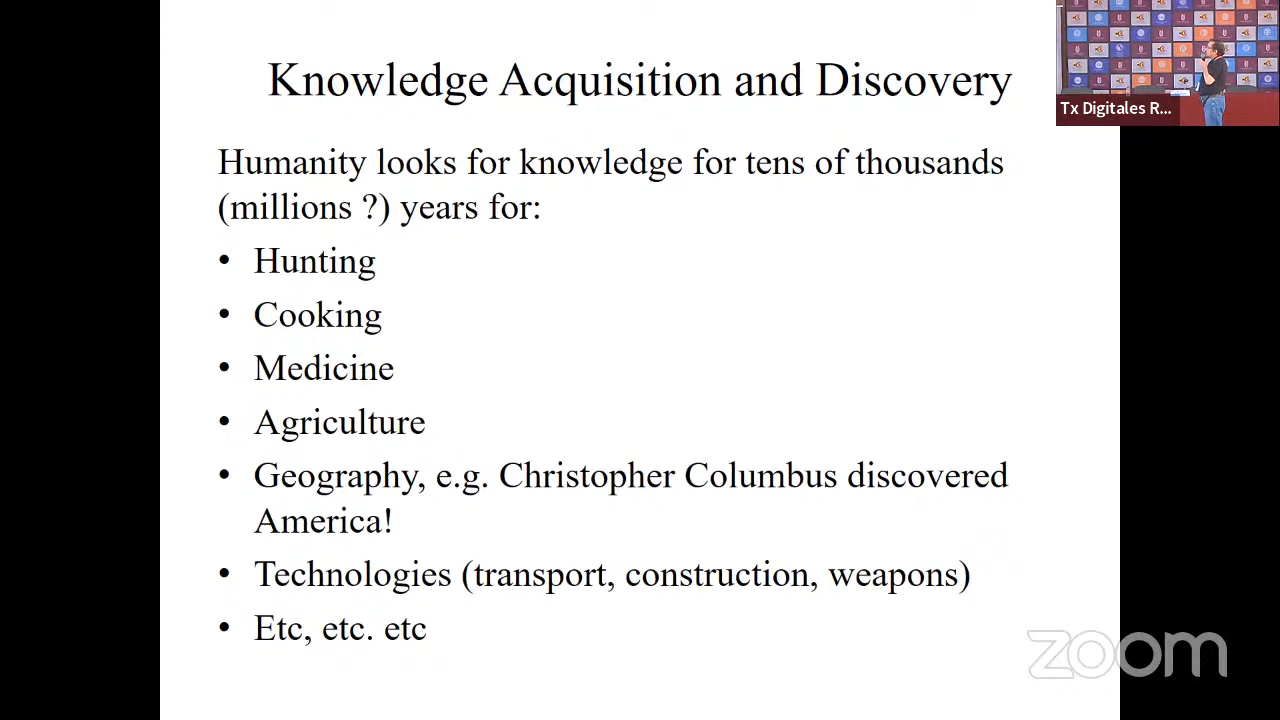 Knowledge Acquisition and Discovery
Tx Digitales R...
Humanity looks for knowledge for tens of thousands
(millions ?) years for:
• Hunting
• Cooking
• Medicine
• Agriculture
• Geography, e.g. Christopher Columbus discovered
America!
• Technologies (transport, construction, weapons)
• Etc, etc. etc
zoom